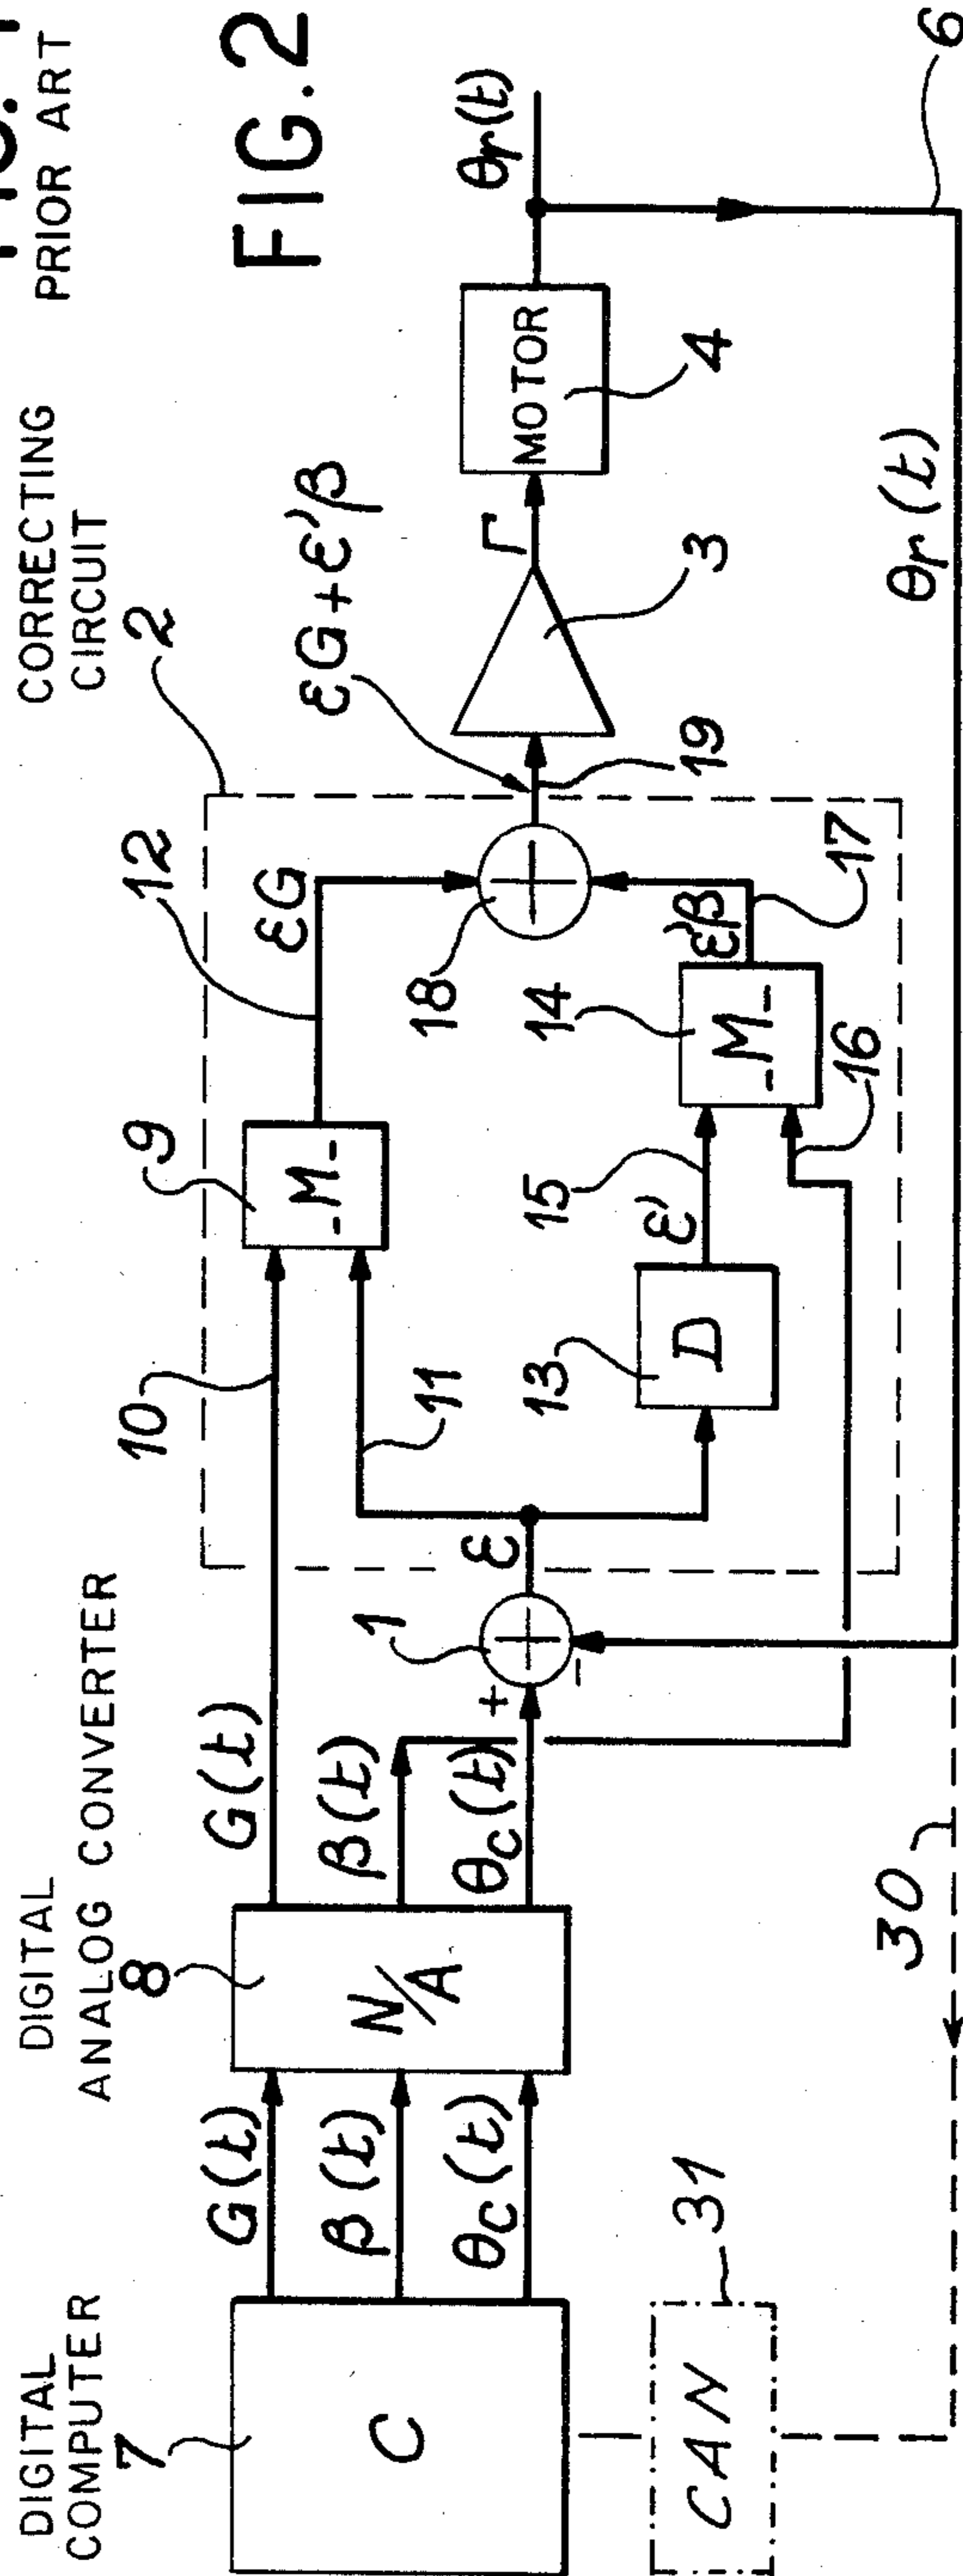 PRIOR ART
FIG. 2
DIGITAL
COMPUTER
7
C
G(t)
β(t)
θc(t)
DIGITAL
ANALOG CONVERTER
8
N/A
G(t)
β(t)
θc(t)
+
-
1
ε
CORRECTING
CIRCUIT
2
10
11
9
-M-
12
εG
13
D
15
ε'
14
-M-
16
17
ε'β
18
19
εG+ε'β
3
Γ
MOTOR
4
θr(t)
6
θr(t)
30
CAN
31